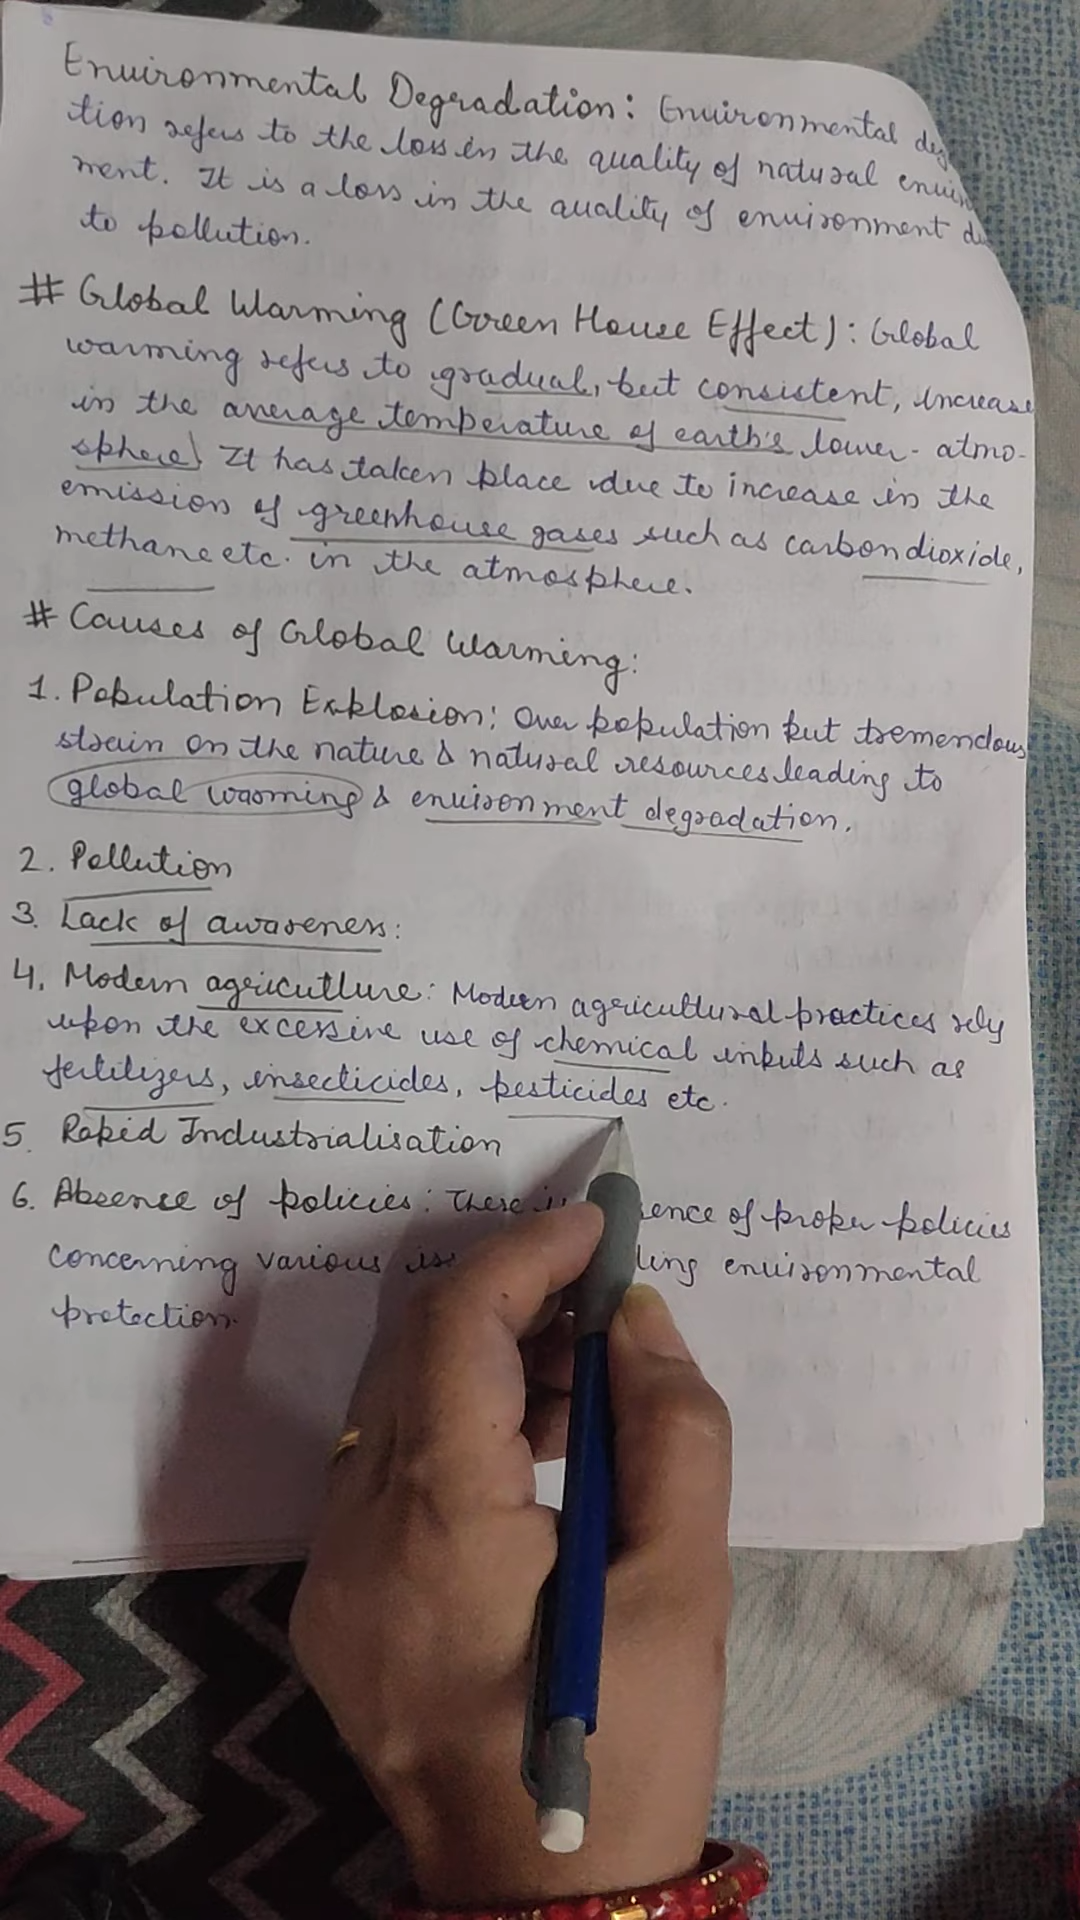 Environmental Degradation: Environmental deg
tion refers to the loss in the quality of natural envir
ment. It is a loss in the quality of environment du
to pollution.
# Global Warming (Green House Effect): Global
warming refers to gradual, but consistent, increase
in the average temperature of earth's lower atmo-
sphere. It has taken place due to increase in the
emission of greenhouse gases such as carbondioxide,
methane etc. in the atmosphere.
# Causes of Global Warming:
1. Population Explosion: Over population put tremendous
strain on the nature & natural resources leading to
global warming & environment degradation.
2. Pollution
3. Lack of awareness:
4. Modern agricutlure: Modern agricultural practices rely
upon the excessive use of chemical inputs such as
fertilizers, insecticides, pesticides etc.
5. Rapid Industrialisation
6. Absence of policies: There ence of proper policies
concerning various is ding environmental
protection.